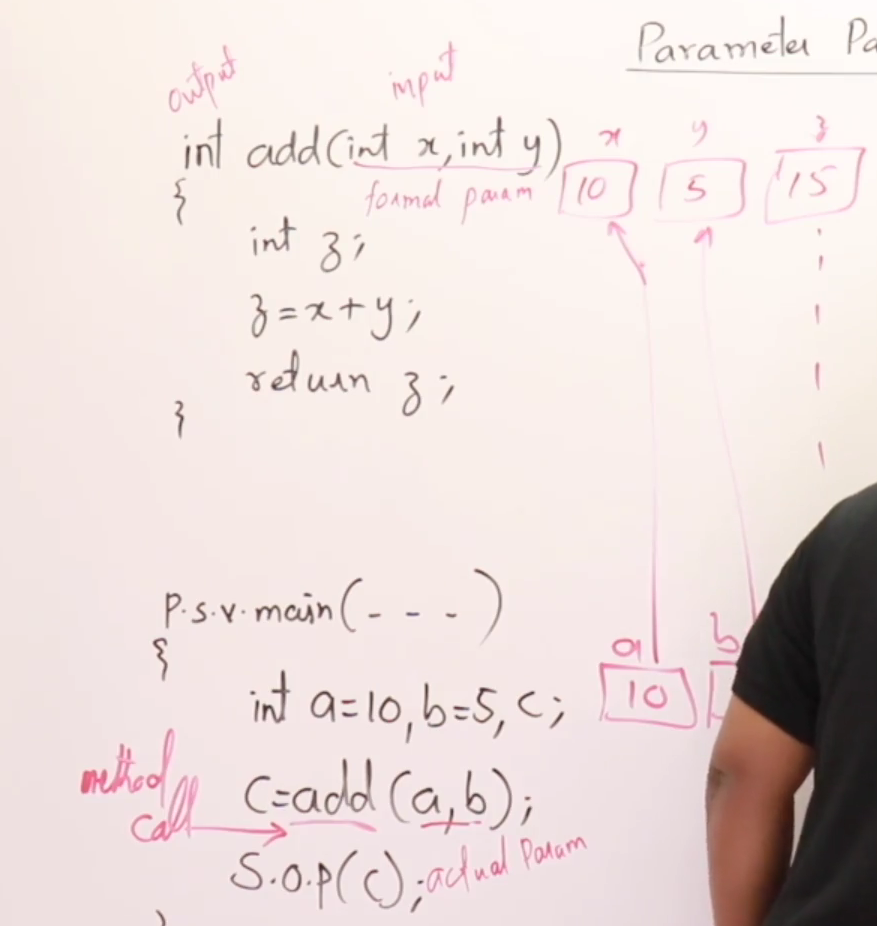 Parameter Pa
output input
int add(int x, int y)
formal param
{
int z;
z=x+y;
return z;
}
x y z
10 5 15
P.s.v.main(- - -)
{
int a=10, b=5, c;
a b
10
method call
C=add(a,b);
S.O.P(c);
actual Param